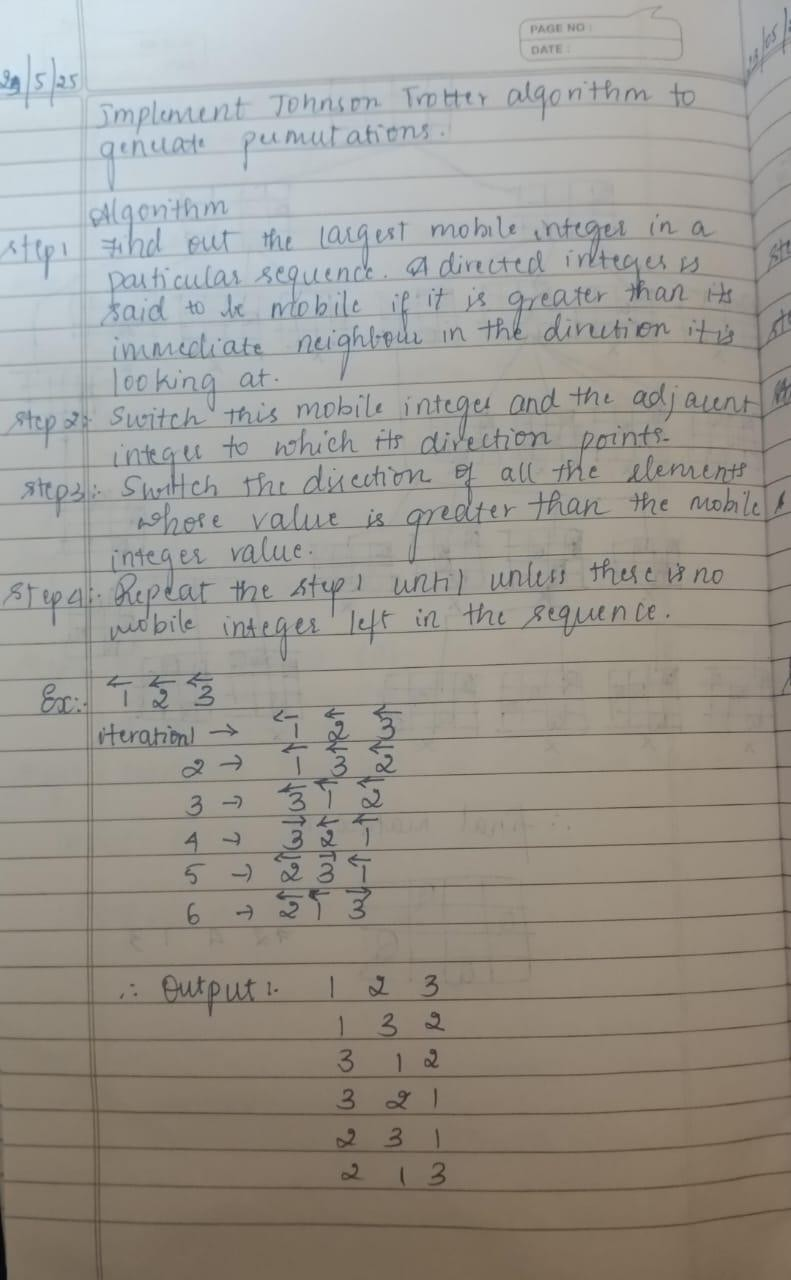 PAGE NO :
DATE :
29/5/25
Implement Johnson Trotter algorithm to
generate permutations.
Algorithm
Step1 Find out the largest mobile integer in a
particular sequence. A directed integer is
said to be mobile if it is greater than its
immediate neighbour in the direction it is
looking at.
Step 2: Switch this mobile integer and the adjacent
integer to which its direction points.
Step3: Switch the direction of all the elements
whose value is greater than the mobile
integer value.
Step4: Repeat the step 1 until unless there is no
mobile integer left in the sequence.
Ex: ←1 ←2 ←3
iteration1 → ←1 ←2 ←3
2 → ←1 ←3 ←2
3 → ←3 ←1 ←2
4 → →3 ←2 ←1
5 → ←2 →3 ←1
6 → ←2 ←1 →3
∴ Output :. 1 2 3
1 3 2
3 1 2
3 2 1
2 3 1
2 1 3